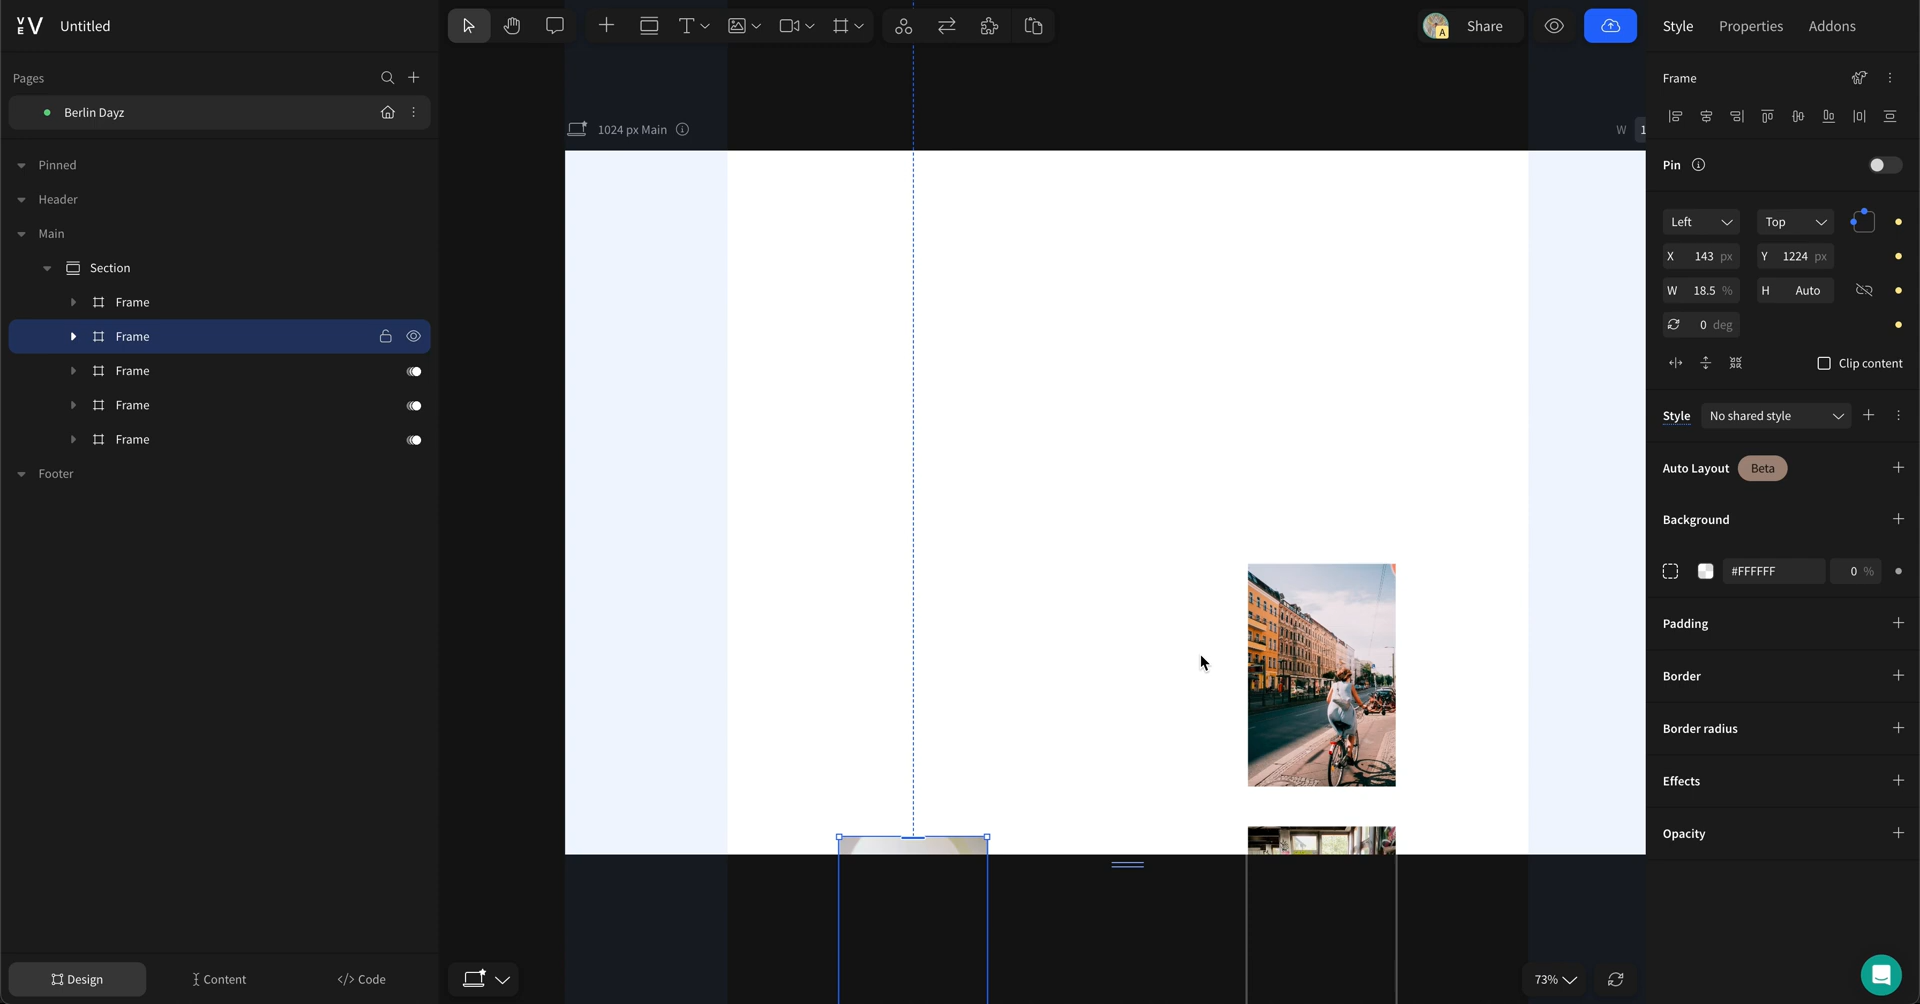 Untitled
Share
Style Properties Addons
Pages
Berlin Dayz
Pinned
Header
Main
Section
Frame
Frame
Frame
Frame
Frame
Footer
Design Content </> Code
1024 px Main
W 1
73%
A
Frame
Pin
Left Top
X 143 px Y 1224 px
W 18.5 % H Auto
0 deg
Clip content
Style No shared style
Auto Layout Beta
Background
#FFFFFF 0 %
Padding
Border
Border radius
Effects
Opacity